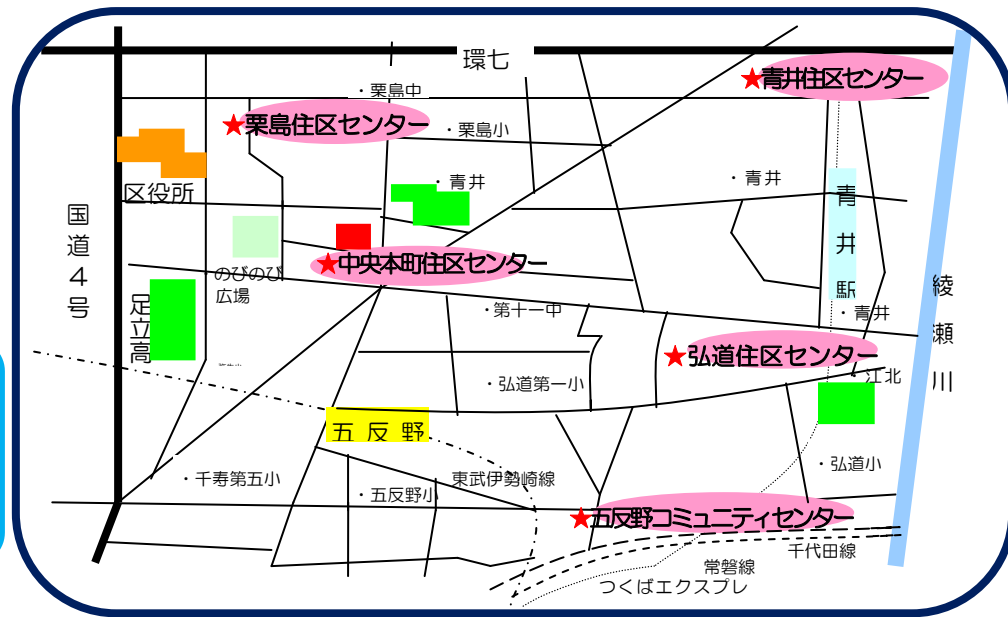 環七
青井住区センター
・栗島中
栗島住区センター
・栗島小
・青井
・青井
区役所
青井駅
国道4号
中央本町住区センター
のびのび
広場
綾瀬川
足立高
・第十一中
・青井
弘道住区センター
・江北
・弘道第一小
五反野
・弘道小
・千寿第五小
東武伊勢崎線
・五反野小
五反野コミュニティセンター
千代田線
常磐線
つくばエクスプレ